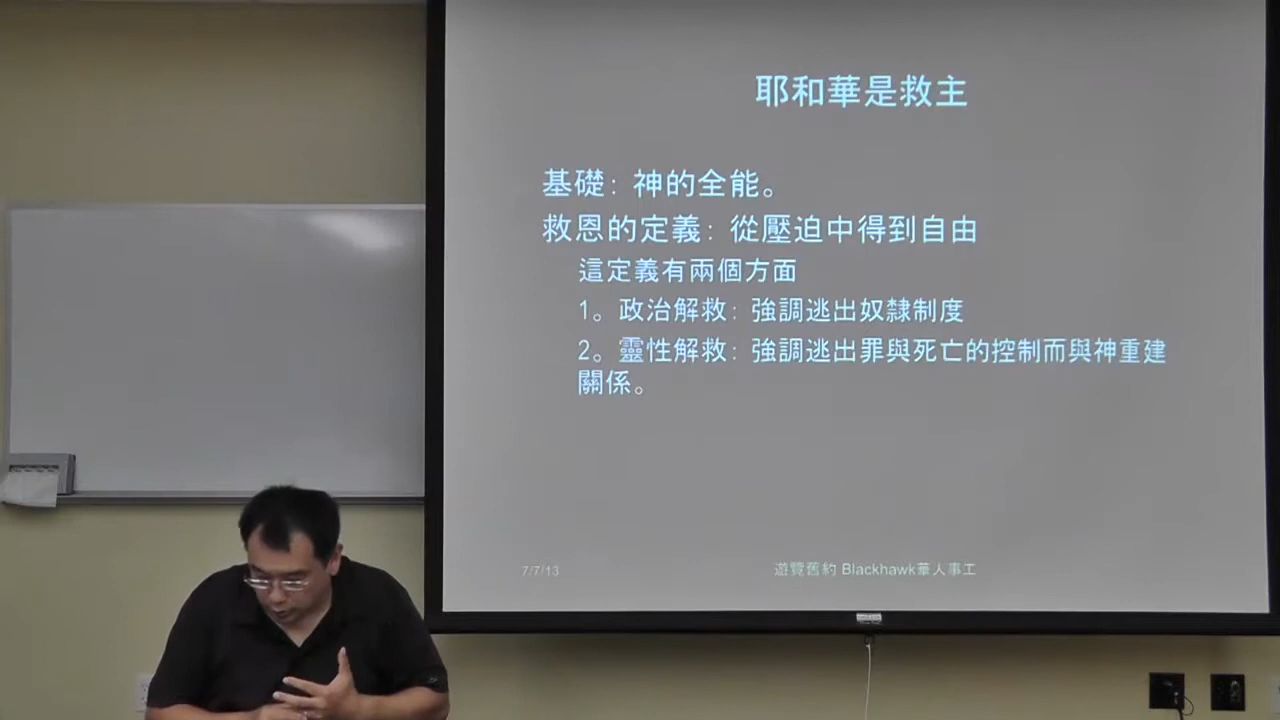 耶和華是救主
基礎：神的全能。
救恩的定義：從壓迫中得到自由
這定義有兩個方面
1。政治解救：強調逃出奴隸制度
2。靈性解救：強調逃出罪與死亡的控制而與神重建
關係。
7/7/13
遊覽舊約 Blackhawk華人事工